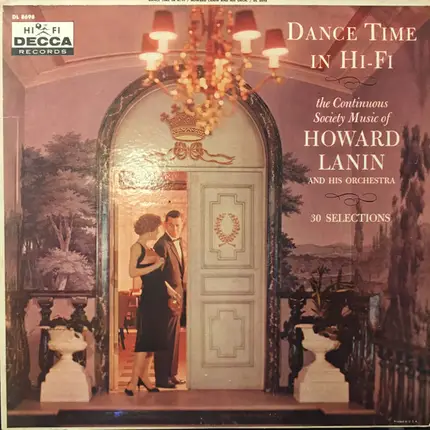 DL 8696
HI FI
DECCA
RECORDS
DANCE TIME
IN HI-FI
the Continuous
Society Music of
HOWARD
LANIN
AND HIS ORCHESTRA
30 SELECTIONS